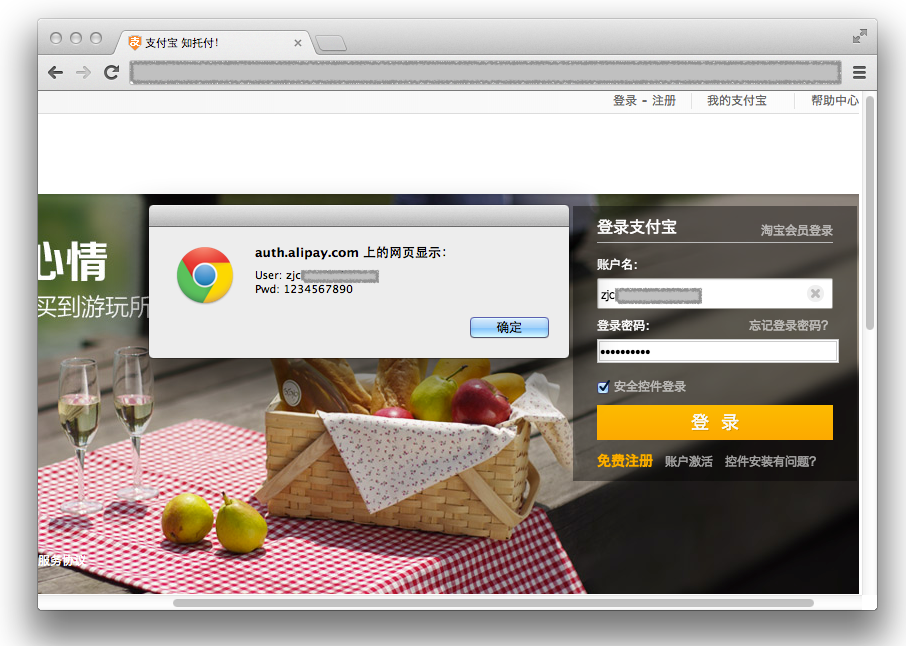 支付宝 知托付!
登录 - 注册 我的支付宝 帮助中心
心情
买到游玩所
auth.alipay.com 上的网页显示:
User: zjc
Pwd: 1234567890
确定
登录支付宝 淘宝会员登录
账户名:
zjc
登录密码: 忘记登录密码?
••••••••••
安全控件登录
登 录
免费注册 账户激活 控件安装有问题?
服务协议